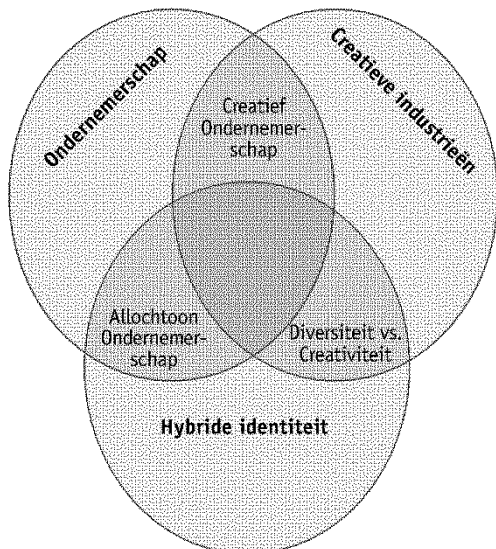 Ondernemerschap
Creatieve industrieën
Creatief
Ondernemer-
schap
Allochtoon
Ondernemer-
schap
Diversiteit vs.
Creativiteit
Hybride identiteit